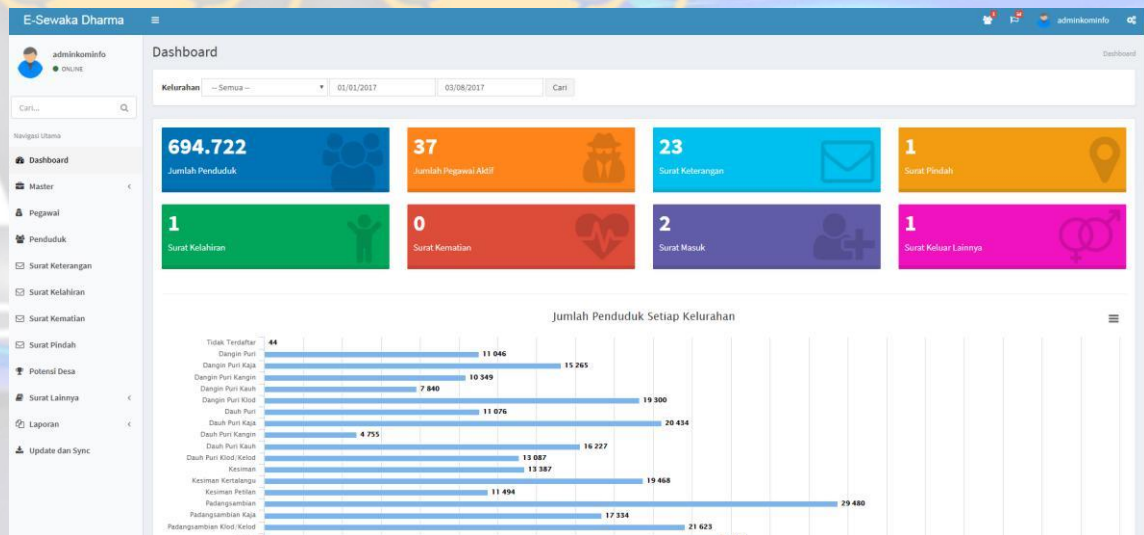 E-Sewaka Dharma
adminkominfo
adminkominfo
ONLINE
Cari...
Navigasi Utama
Dashboard
Master
Pegawai
Penduduk
Surat Keterangan
Surat Kelahiran
Surat Kematian
Surat Pindah
Potensi Desa
Surat Lainnya
Laporan
Update dan Sync
Dashboard
Dashboard
Kelurahan -- Semua -- 01/01/2017 03/08/2017 Cari
694.722
Jumlah Penduduk
37
Jumlah Pegawai Aktif
23
Surat Keterangan
1
Surat Pindah
1
Surat Kelahiran
0
Surat Kematian
2
Surat Masuk
1
Surat Keluar Lainnya
Jumlah Penduduk Setiap Kelurahan
Tidak Terdaftar 44
Dangin Puri 11 046
Dangin Puri Kaja 15 265
Dangin Puri Kangin 10 349
Dangin Puri Kauh 7 840
Dangin Puri Klod 19 300
Dauh Puri 11 076
Dauh Puri Kaja 20 434
Dauh Puri Kangin 4 755
Dauh Puri Kauh 16 227
Dauh Puri Klod/Kelod 13 087
Kesiman 13 387
Kesiman Kertalangu 19 468
Kesiman Petilan 11 494
Padangsambian 29 480
Padangsambian Kaja 17 334
Padangsambian Klod/Kelod 21 623